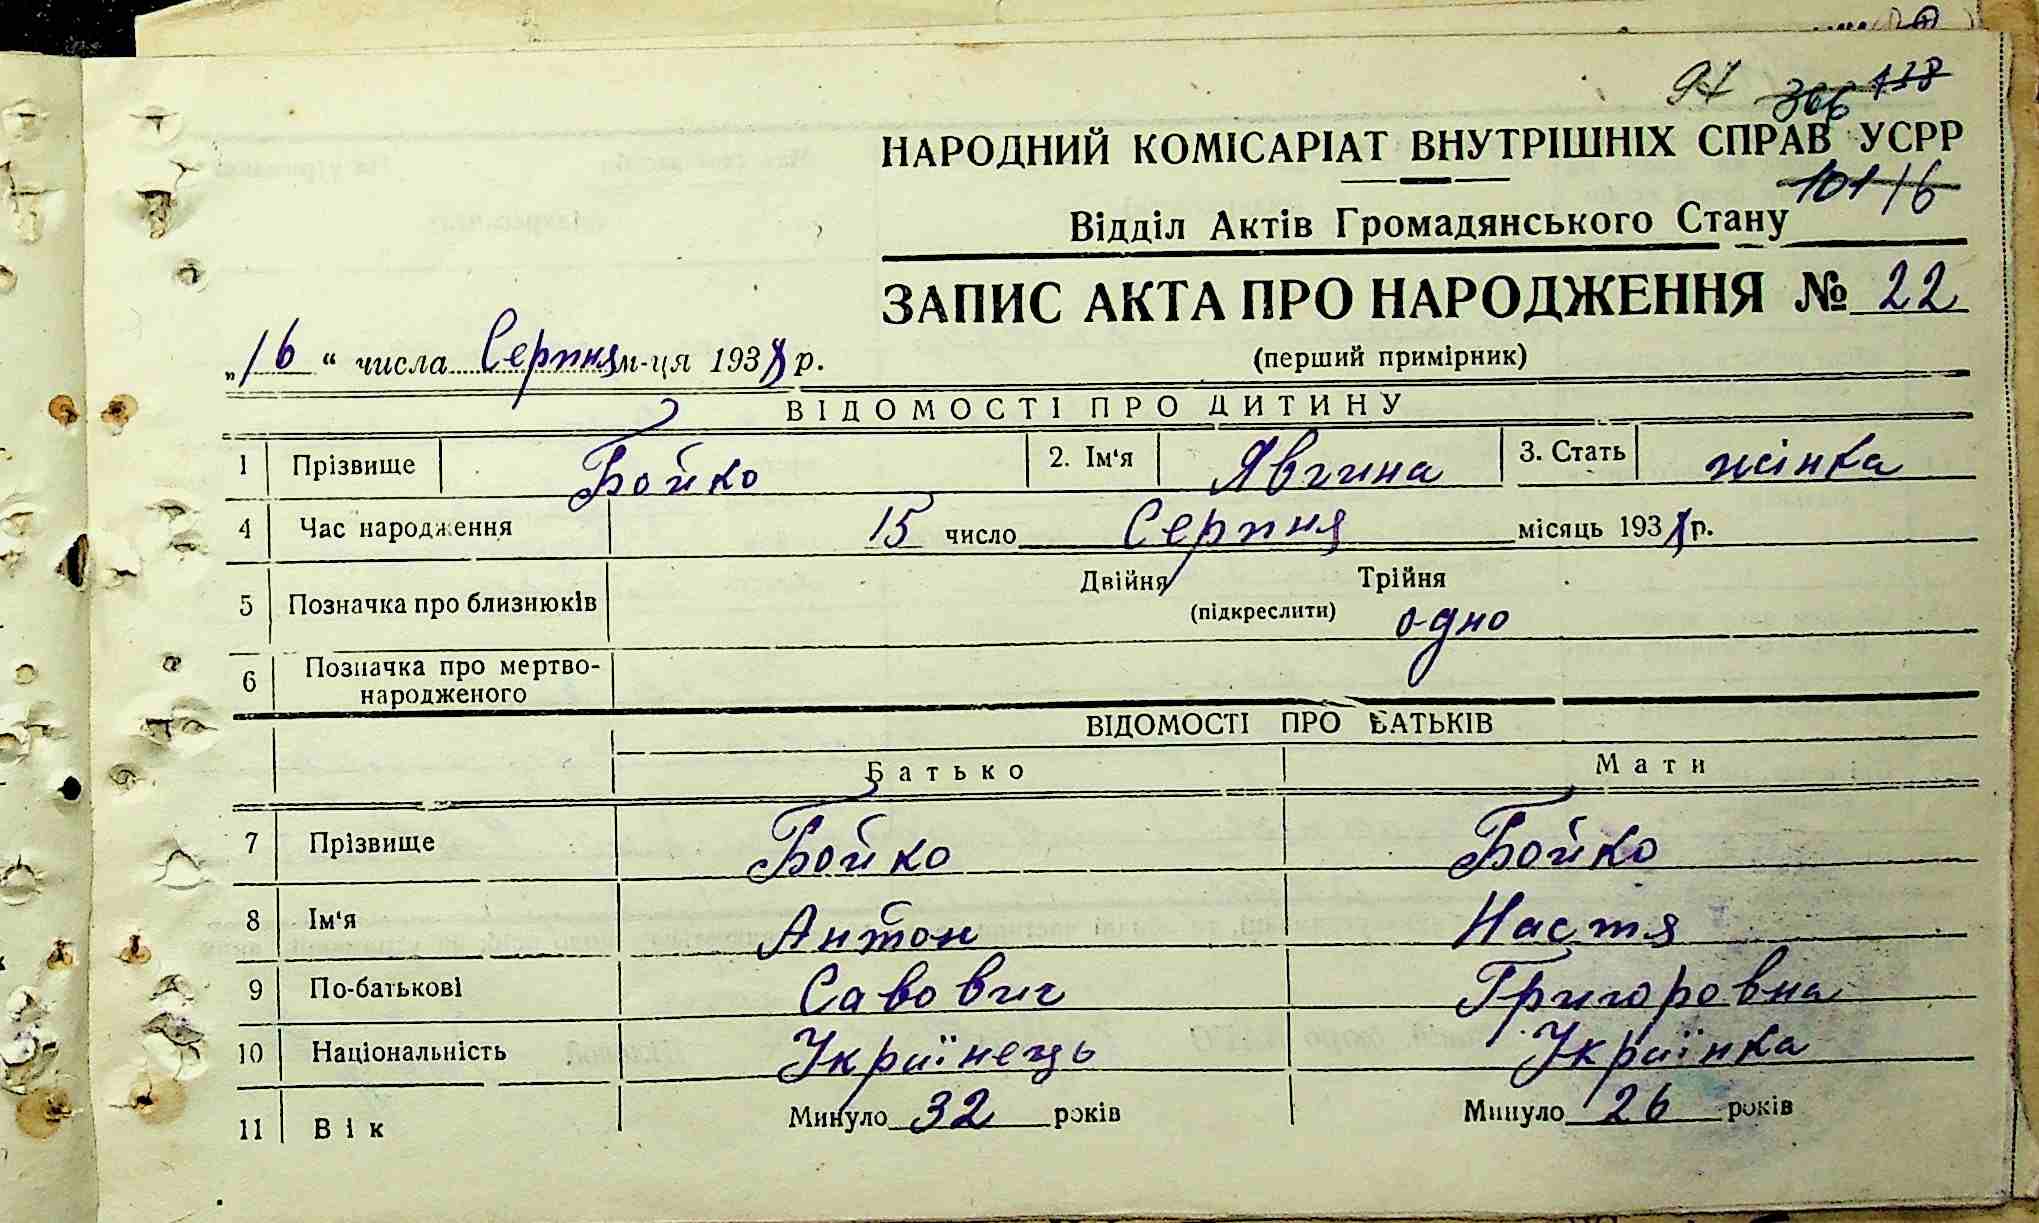 97 366 138
НАРОДНИЙ КОМІСАРІАТ ВНУТРІШНІХ СПРАВ УСРР
101 16
Відділ Актів Громадянського Стану
ЗАПИС АКТА ПРО НАРОДЖЕННЯ № 22
„16“ числа Серпня м-ця 1938 р.
(перший примірник)
ВІДОМОСТІ ПРО ДИТИНУ
1 Прізвище Бойко 2. Ім‘я Явгина 3. Стать жінка
4 Час народження 15 число Серпня місяць 1938 р.
5 Позначка про близнюків Двійня Трійня
(підкреслити) одно
6 Позначка про мертво-
народженого
ВІДОМОСТІ ПРО БАТЬКІВ
Батько Мати
7 Прізвище Бойко Бойко
8 Ім‘я Антон Настя
9 По-батькові Савович Григоровна
10 Національність Українець Українка
11 Вік Минуло 32 років Минуло 26 років